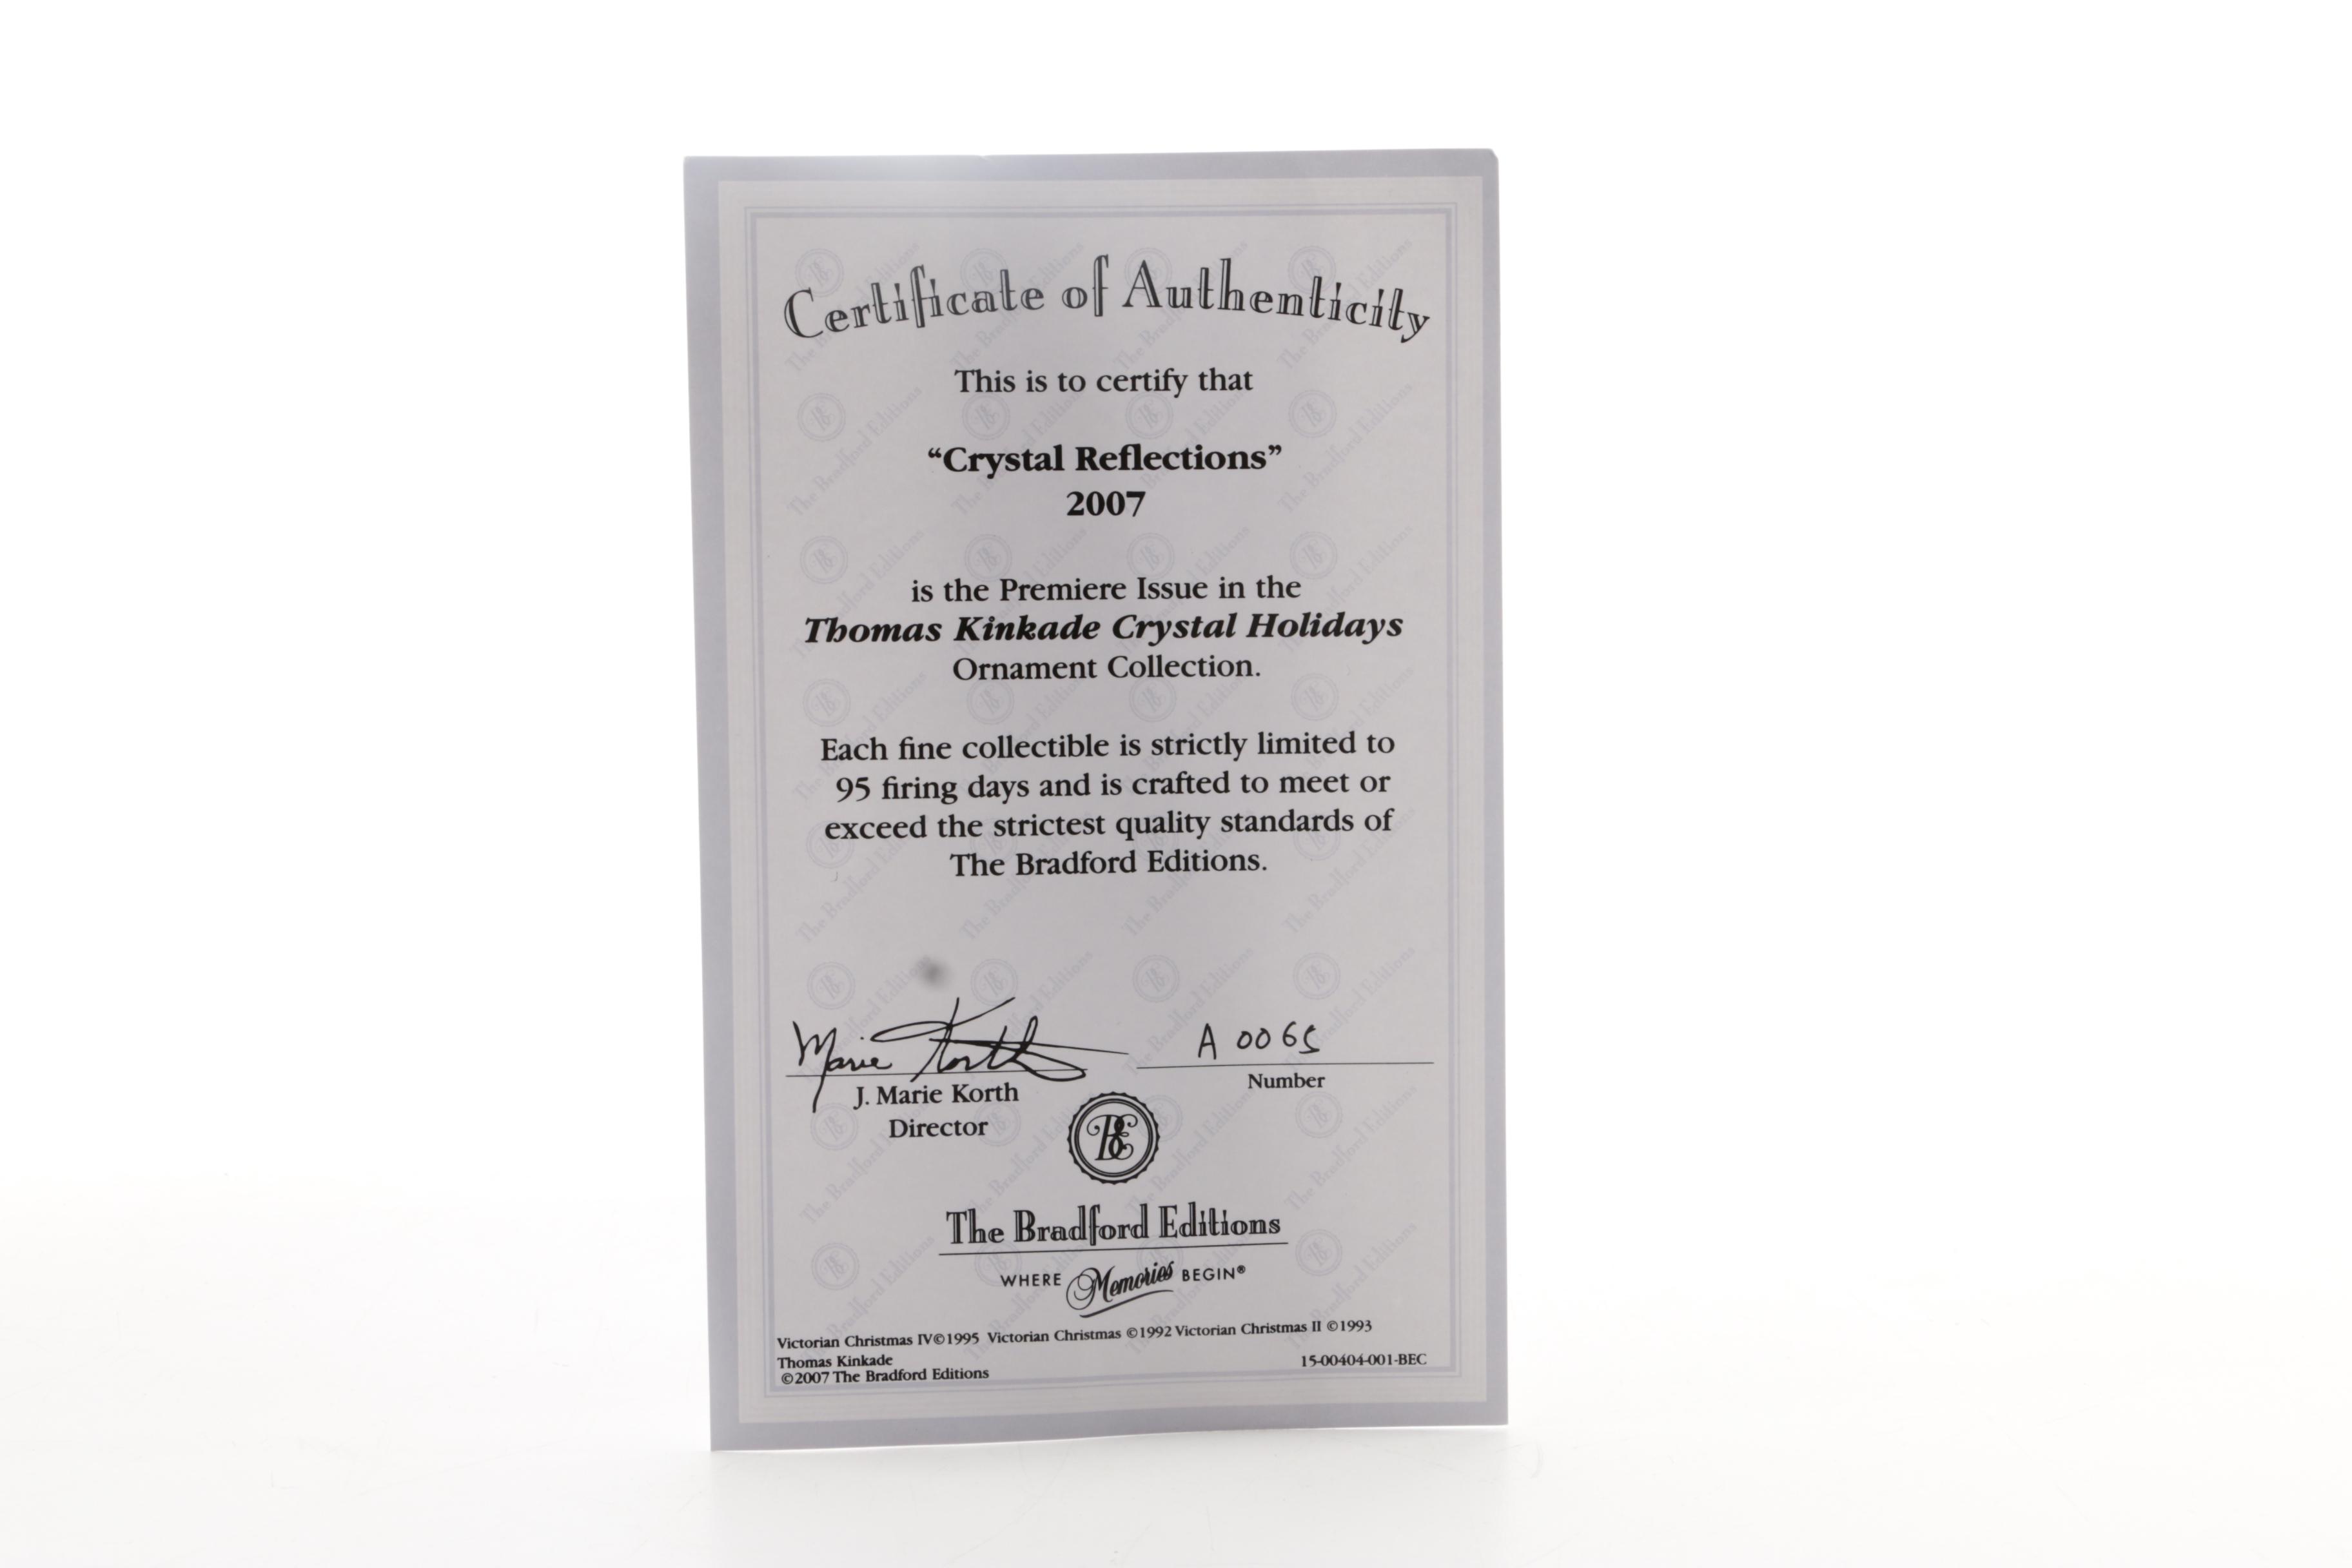 Certificate of Authenticity
This is to certify that
“Crystal Reflections”
2007
is the Premiere Issue in the
Thomas Kinkade Crystal Holidays
Ornament Collection.
Each fine collectible is strictly limited to
95 firing days and is crafted to meet or
exceed the strictest quality standards of
The Bradford Editions.
Marie Korth
A 0065
J. Marie Korth
Number
Director
BE
The Bradford Editions
WHERE Memories BEGIN®
Victorian Christmas IV©1995 Victorian Christmas ©1992 Victorian Christmas II ©1993
Thomas Kinkade
15-00404-001-BEC
©2007 The Bradford Editions